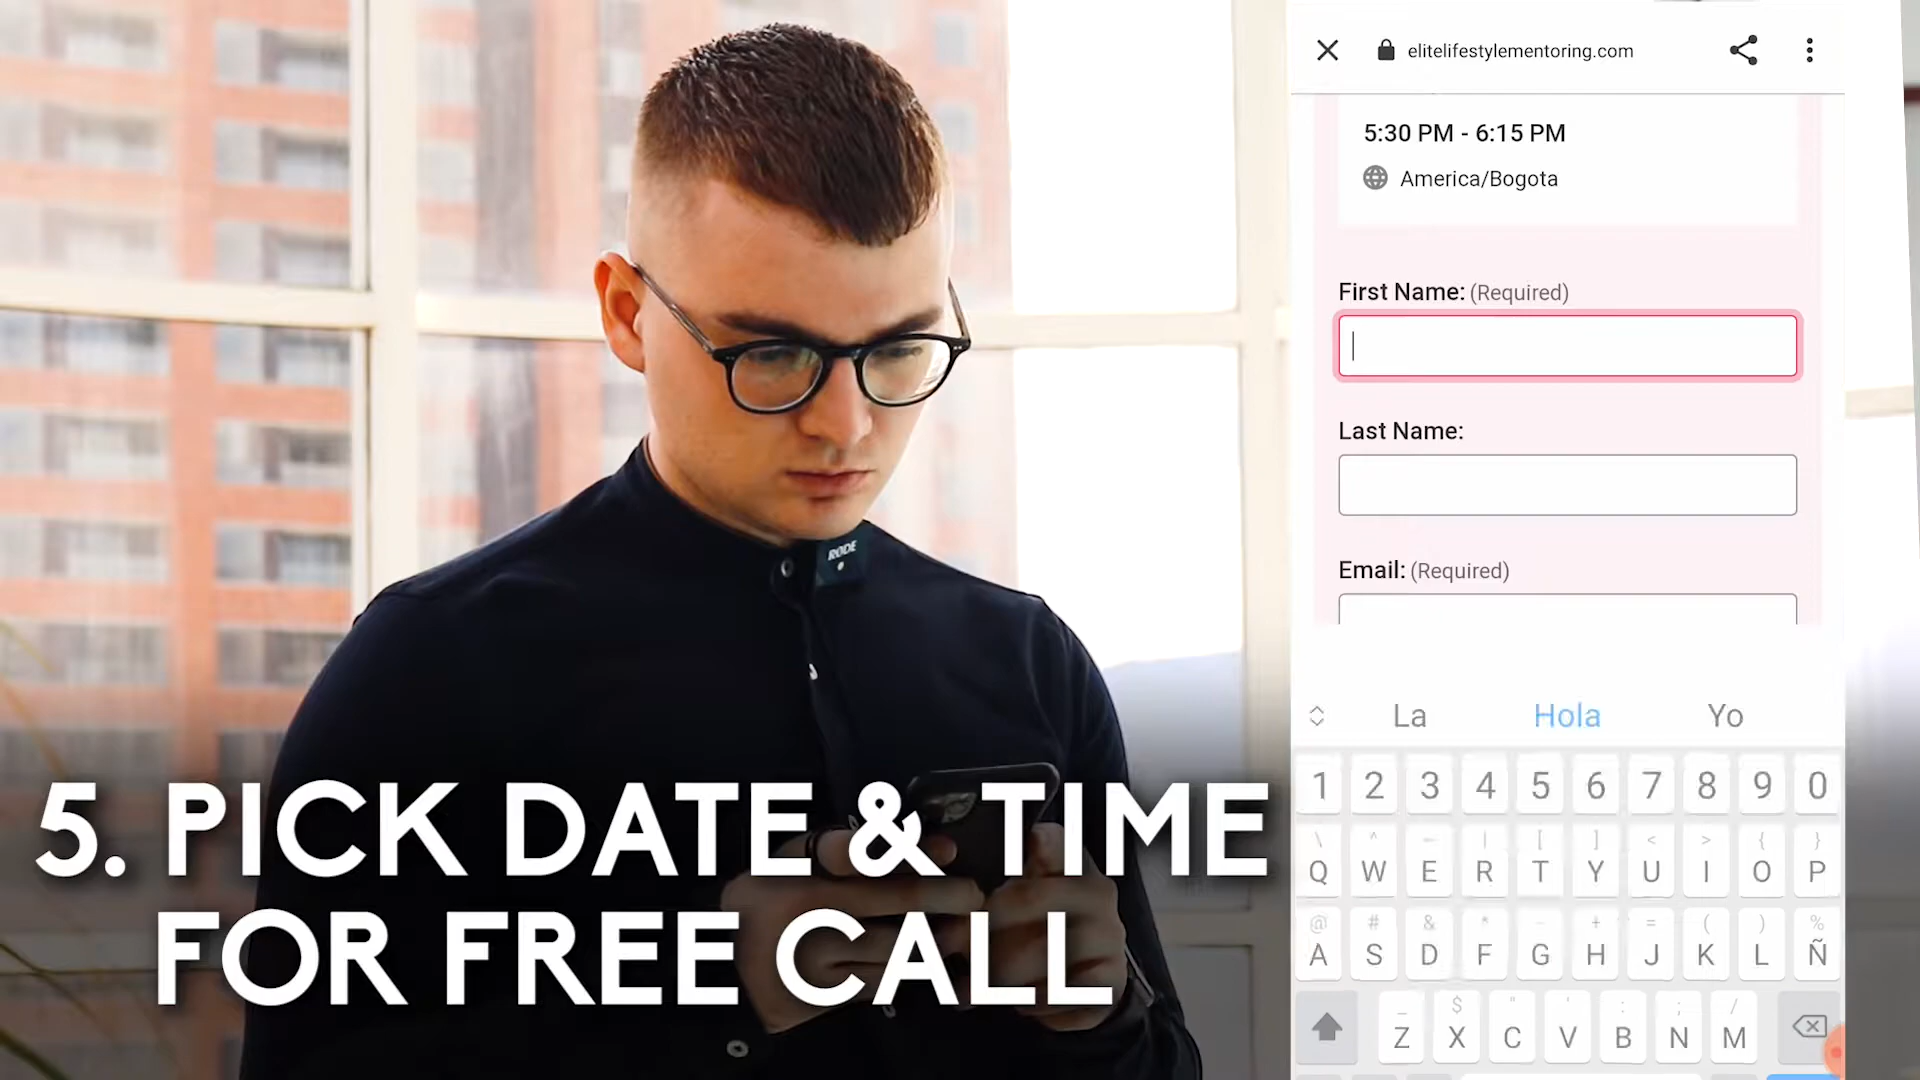 elitelifestylementoring.com
5:30 PM - 6:15 PM
America/Bogota
First Name: (Required)
Last Name:
Email: (Required)
La Hola Yo
1 2 3 4 5 6 7 8 9 0
\ ^ ~ | [ ] < > { }
Q W E R T Y U I O P
@ # & * - + = ( ) %
A S D F G H J K L Ñ
_ $ " ' : ; /
Z X C V B N M
RØDE
5. PICK DATE & TIME
FOR FREE CALL